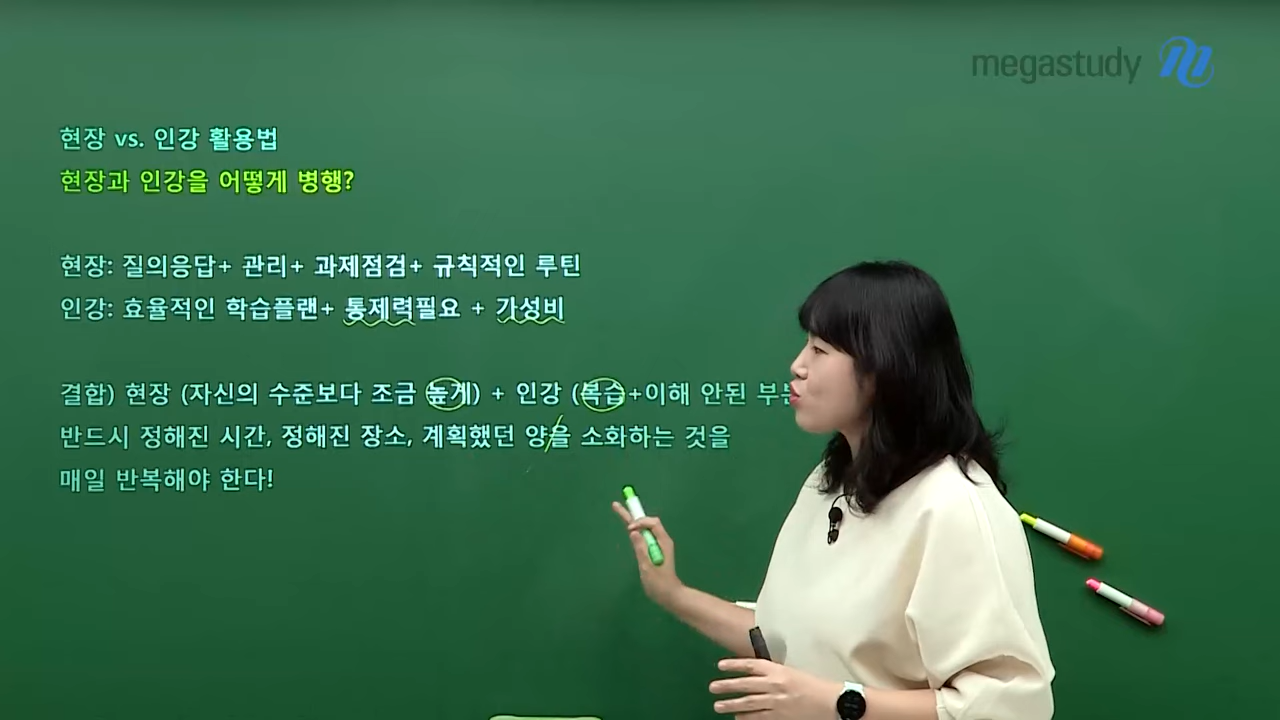 megastudy
현장 vs. 인강 활용법
현장과 인강을 어떻게 병행?
현장: 질의응답+ 관리+ 과제점검+ 규칙적인 루틴
인강: 효율적인 학습플랜+ 통제력필요 + 가성비
결합) 현장 (자신의 수준보다 조금 높게) + 인강 (복습+이해 안된
반드시 정해진 시간, 정해진 장소, 계획했던 양을 소화하는 것을
매일 반복해야 한다!